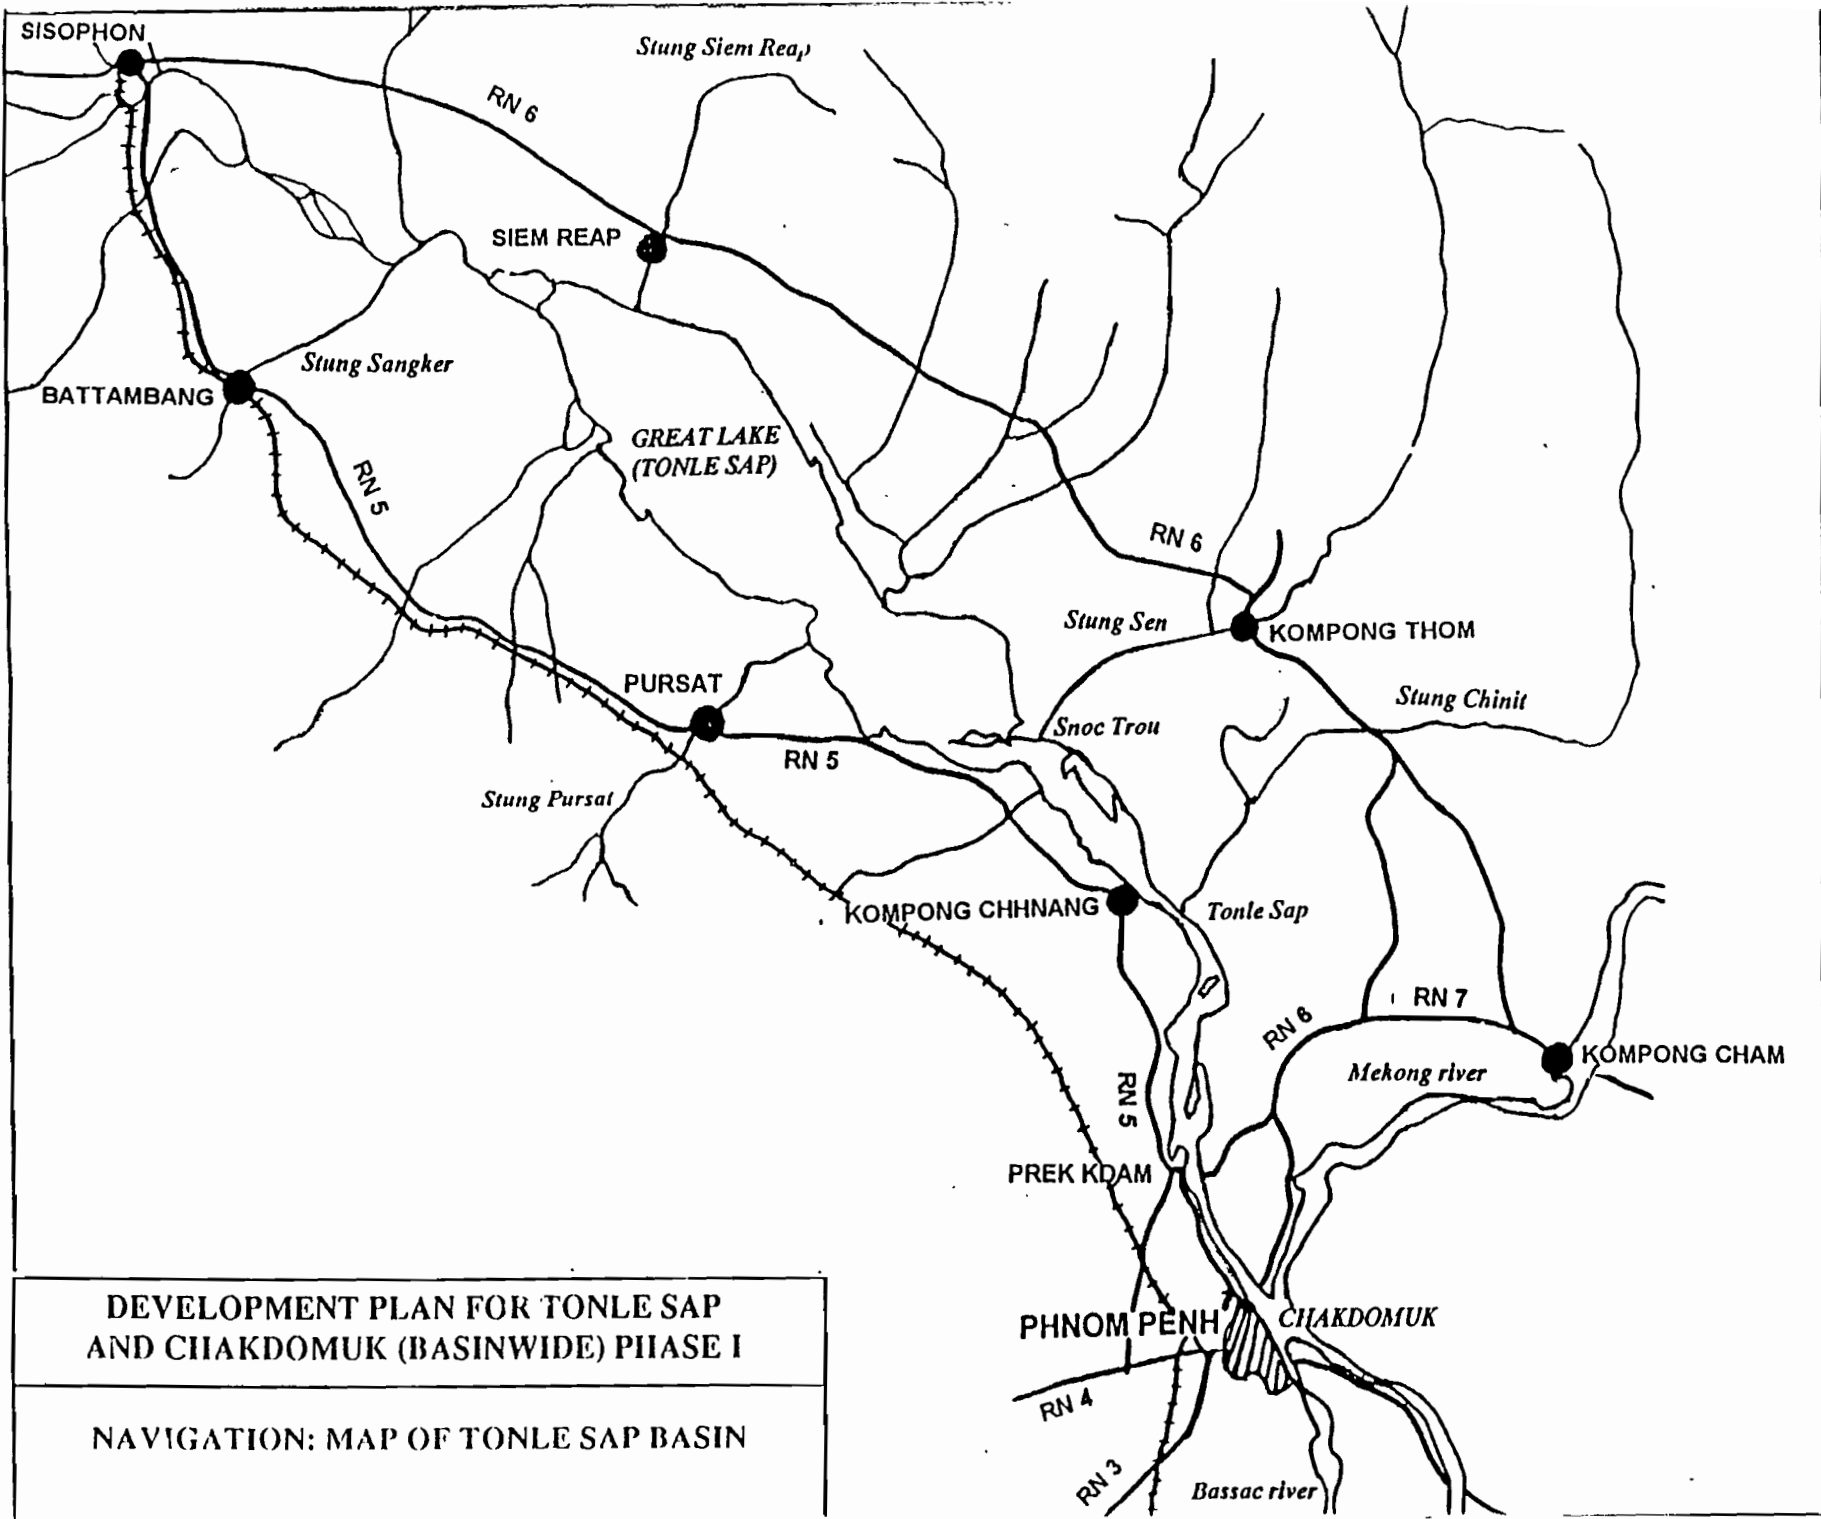 SISOPHON
Stung Siem Reap
RN 6
SIEM REAP
Stung Sangker
BATTAMBANG
GREAT LAKE
(TONLE SAP)
RN 5
RN 6
Stung Sen
KOMPONG THOM
PURSAT
Stung Chinit
Snoc Trou
RN 5
Stung Pursat
KOMPONG CHHNANG
Tonle Sap
RN 7
RN 6
KOMPONG CHAM
Mekong river
RN 5
PREK KDAM
PHNOM PENH
CHAKDOMUK
RN 4
RN 3
Bassac river
DEVELOPMENT PLAN FOR TONLE SAP
AND CHAKDOMUK (BASINWIDE) PHASE I
NAVIGATION: MAP OF TONLE SAP BASIN